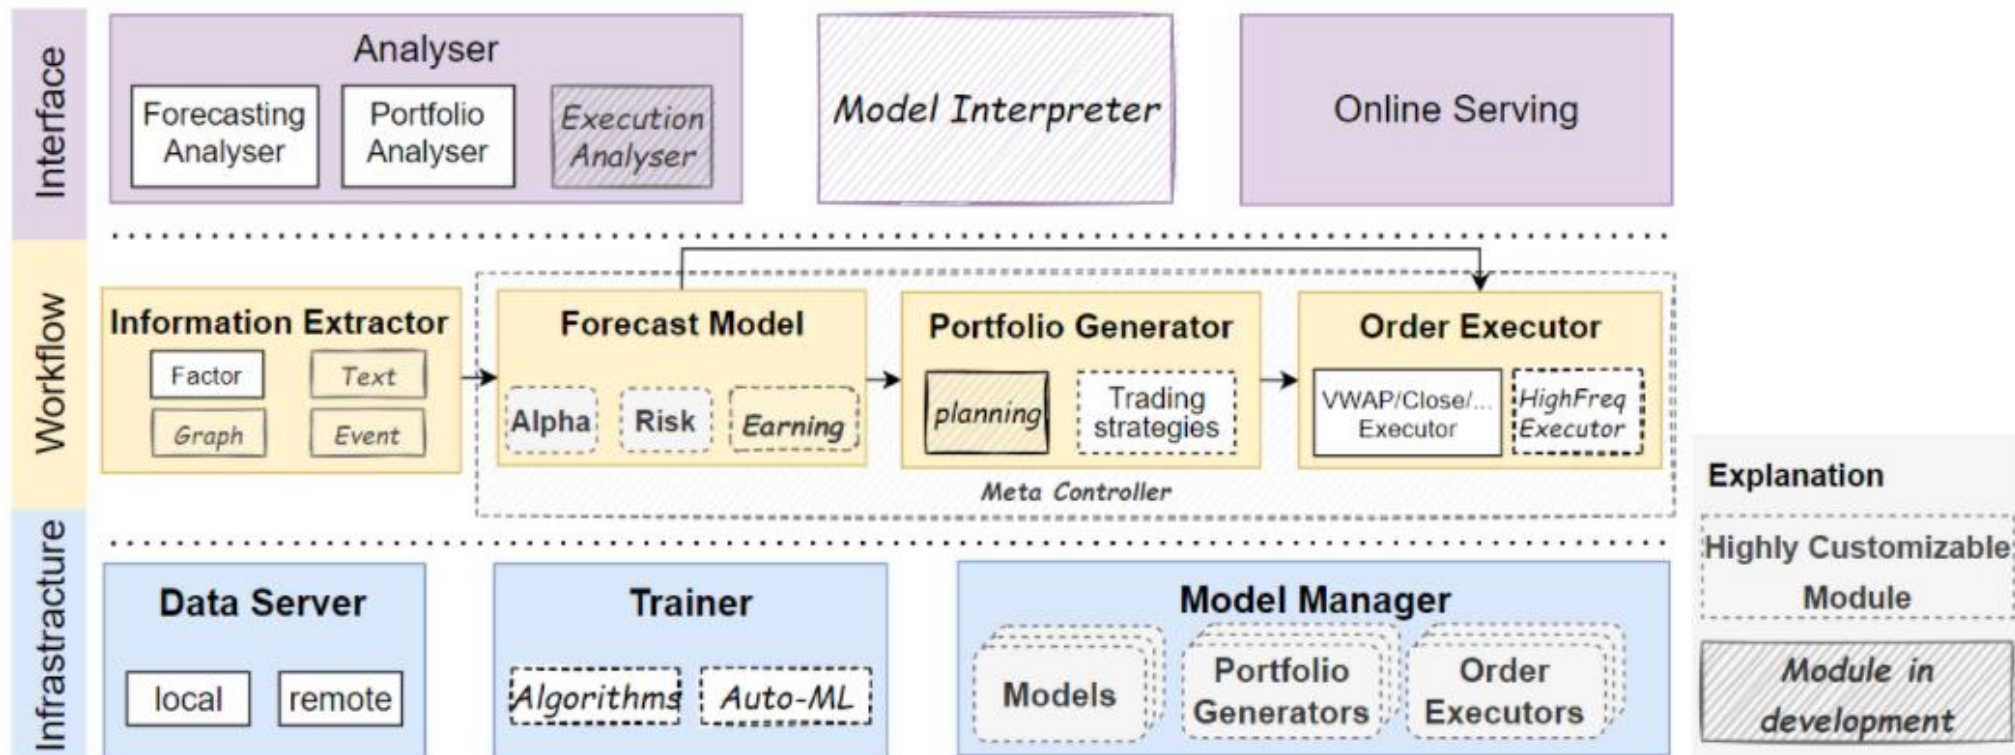 Interface
Analyser
Forecasting
Analyser
Portfolio
Analyser
Execution
Analyser
Model Interpreter
Online Serving
Workflow
Information Extractor
Factor
Text
Graph
Event
Forecast Model
Alpha
Risk
Earning
Portfolio Generator
planning
Trading
strategies
Order Executor
VWAP/Close/...
Executor
HighFreq
Executor
Meta Controller
Infrastracture
Data Server
local
remote
Trainer
Algorithms
Auto-ML
Model Manager
Models
Portfolio
Generators
Order
Executors
Explanation
Highly Customizable
Module
Module in
development